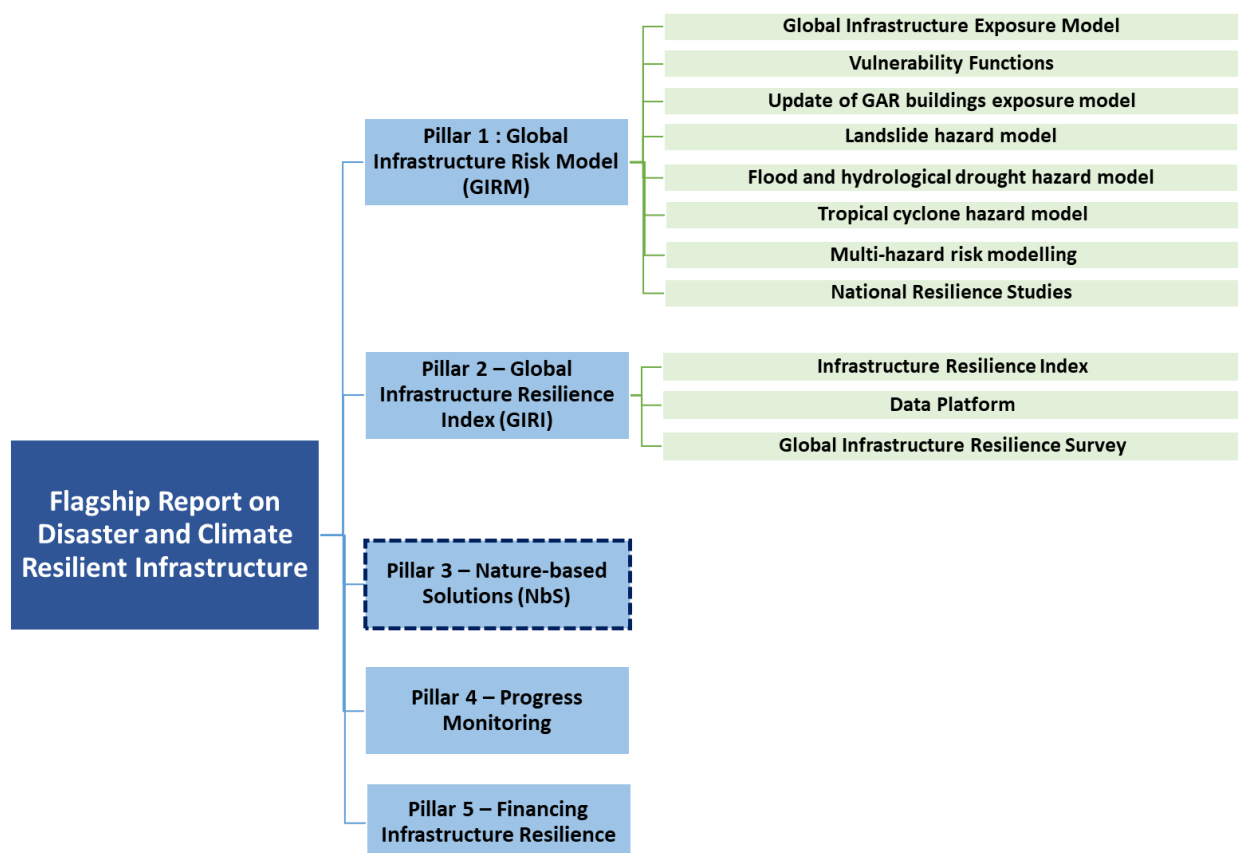 Flagship Report on
Disaster and Climate
Resilient Infrastructure
Pillar 1 : Global
Infrastructure Risk Model
(GIRM)
Global Infrastructure Exposure Model
Vulnerability Functions
Update of GAR buildings exposure model
Landslide hazard model
Flood and hydrological drought hazard model
Tropical cyclone hazard model
Multi-hazard risk modelling
National Resilience Studies
Pillar 2 – Global
Infrastructure Resilience
Index (GIRI)
Infrastructure Resilience Index
Data Platform
Global Infrastructure Resilience Survey
Pillar 3 – Nature-based
Solutions (NbS)
Pillar 4 – Progress
Monitoring
Pillar 5 – Financing
Infrastructure Resilience